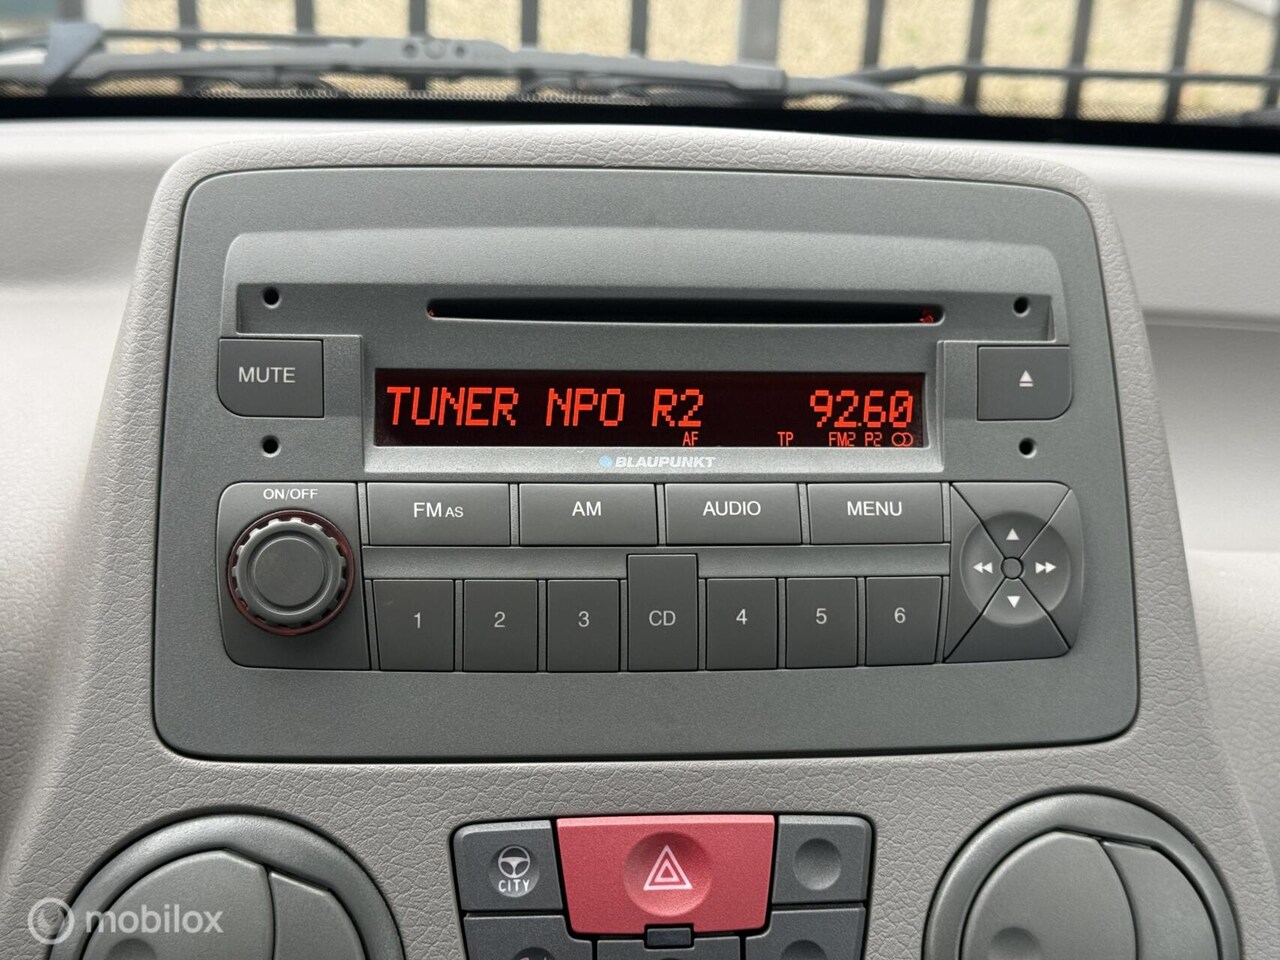 MUTE
TUNER NPO R2 92.60
AF TP FM2 P2
BLAUPUNKT
ON/OFF
FM AS AM AUDIO MENU
1 2 3 CD 4 5 6
CITY
mobilox